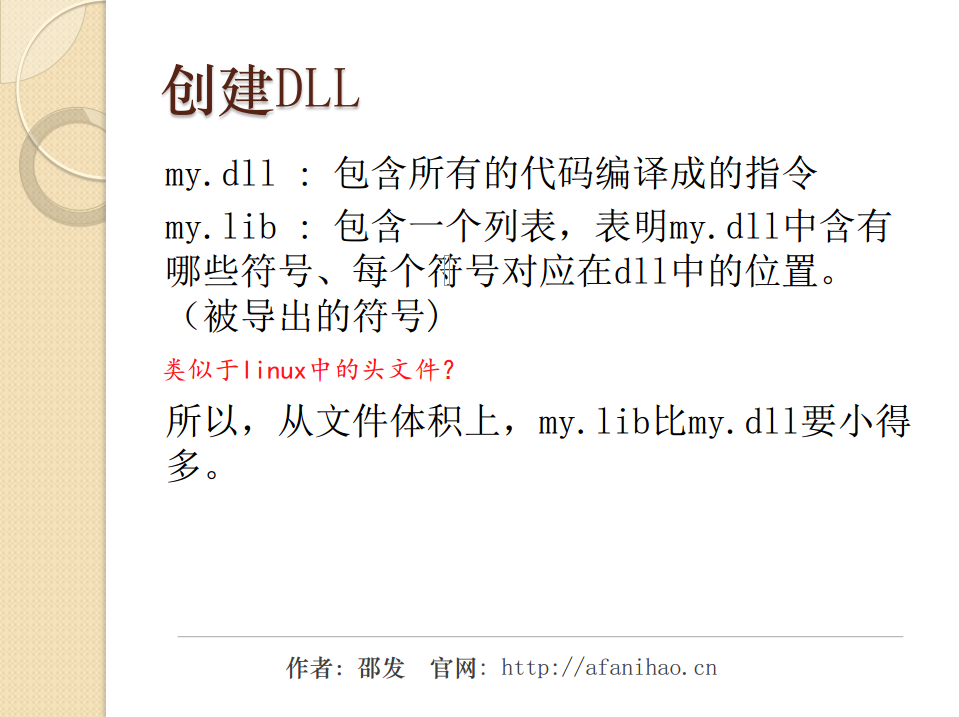 创建DLL
my.dll : 包含所有的代码编译成的指令
my.lib : 包含一个列表，表明my.dll中含有
哪些符号、每个符号对应在dll中的位置。
（被导出的符号)
类似于linux中的头文件？
所以，从文件体积上，my.lib比my.dll要小得
多。
作者：邵发 官网：http://afanihao.cn